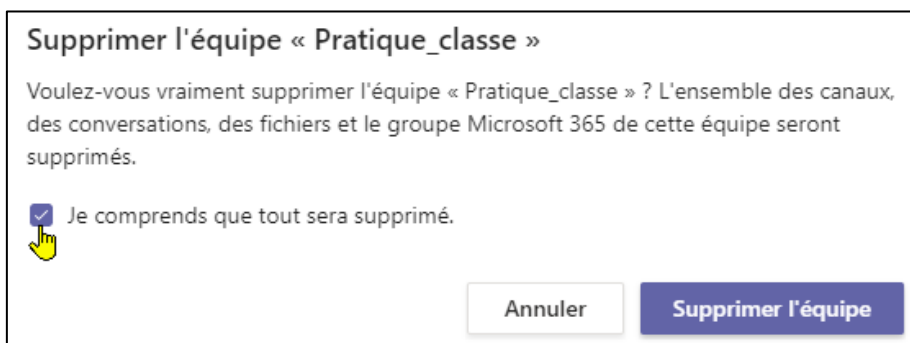 Supprimer l'équipe « Pratique_classe »
Voulez-vous vraiment supprimer l'équipe « Pratique_classe » ? L'ensemble des canaux,
des conversations, des fichiers et le groupe Microsoft 365 de cette équipe seront
supprimés.
Je comprends que tout sera supprimé.
Annuler Supprimer l'équipe